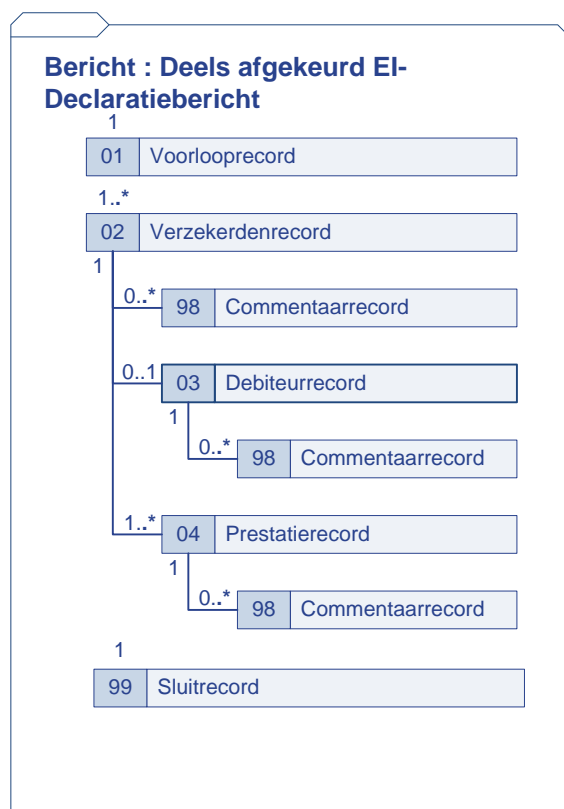 Bericht : Deels afgekeurd EI-
Declaratiebericht
1
01 Voorlooprecord
1..*
02 Verzekerdenrecord
1
0..* 98 Commentaarrecord
0..1 03 Debiteurrecord
1
0..* 98 Commentaarrecord
1..* 04 Prestatierecord
1
0..* 98 Commentaarrecord
1
99 Sluitrecord